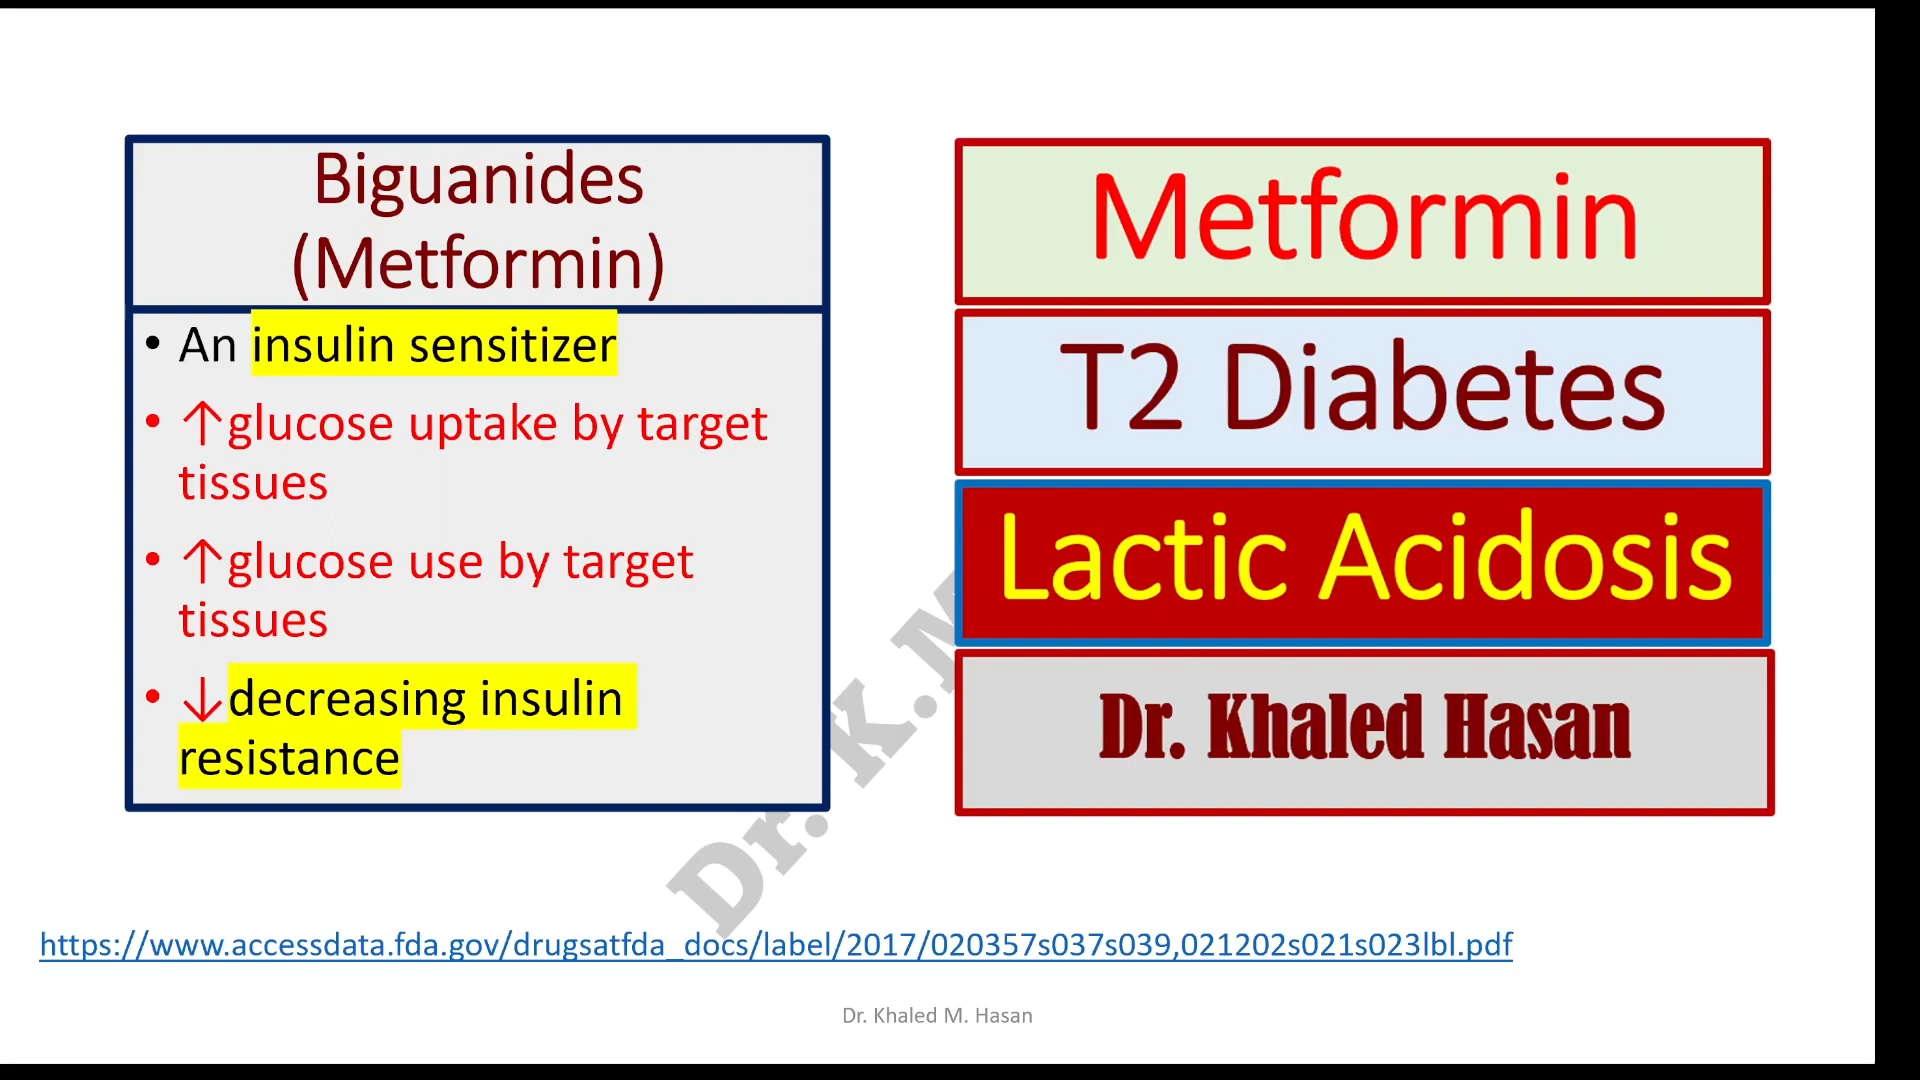 Biguanides
(Metformin)
• An insulin sensitizer
• ↑glucose uptake by target
tissues
• ↑glucose use by target
tissues
• ↓decreasing insulin
resistance
Metformin
T2 Diabetes
Lactic Acidosis
Dr. Khaled Hasan
Dr. K.M
https://www.accessdata.fda.gov/drugsatfda_docs/label/2017/020357s037s039,021202s021s023lbl.pdf
Dr. Khaled M. Hasan